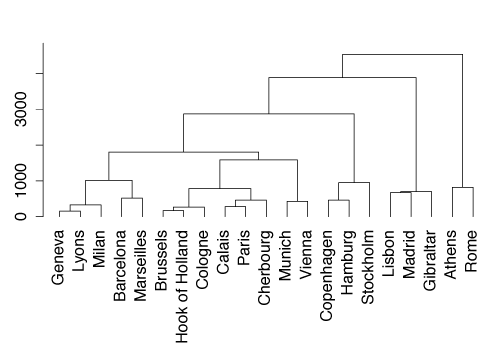 3000
1000
0
Geneva
Lyons
Milan
Barcelona
Marseilles
Brussels
Hook of Holland
Cologne
Calais
Paris
Cherbourg
Munich
Vienna
Copenhagen
Hamburg
Stockholm
Lisbon
Madrid
Gibraltar
Athens
Rome